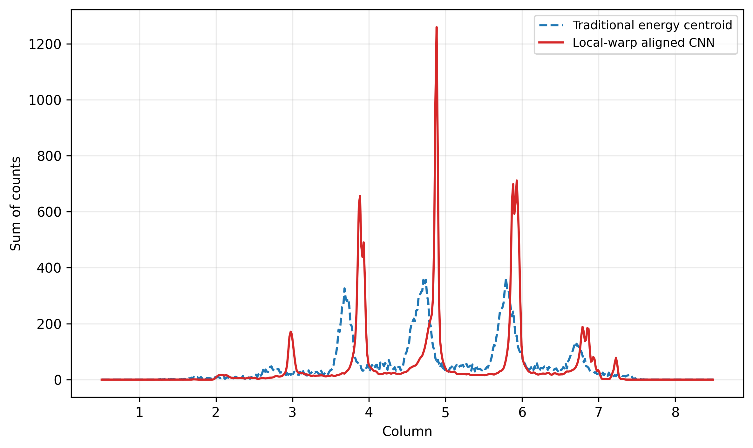 Traditional energy centroid
Local-warp aligned CNN
Sum of counts
1200
1000
800
600
400
200
0
1 2 3 4 5 6 7 8
Column